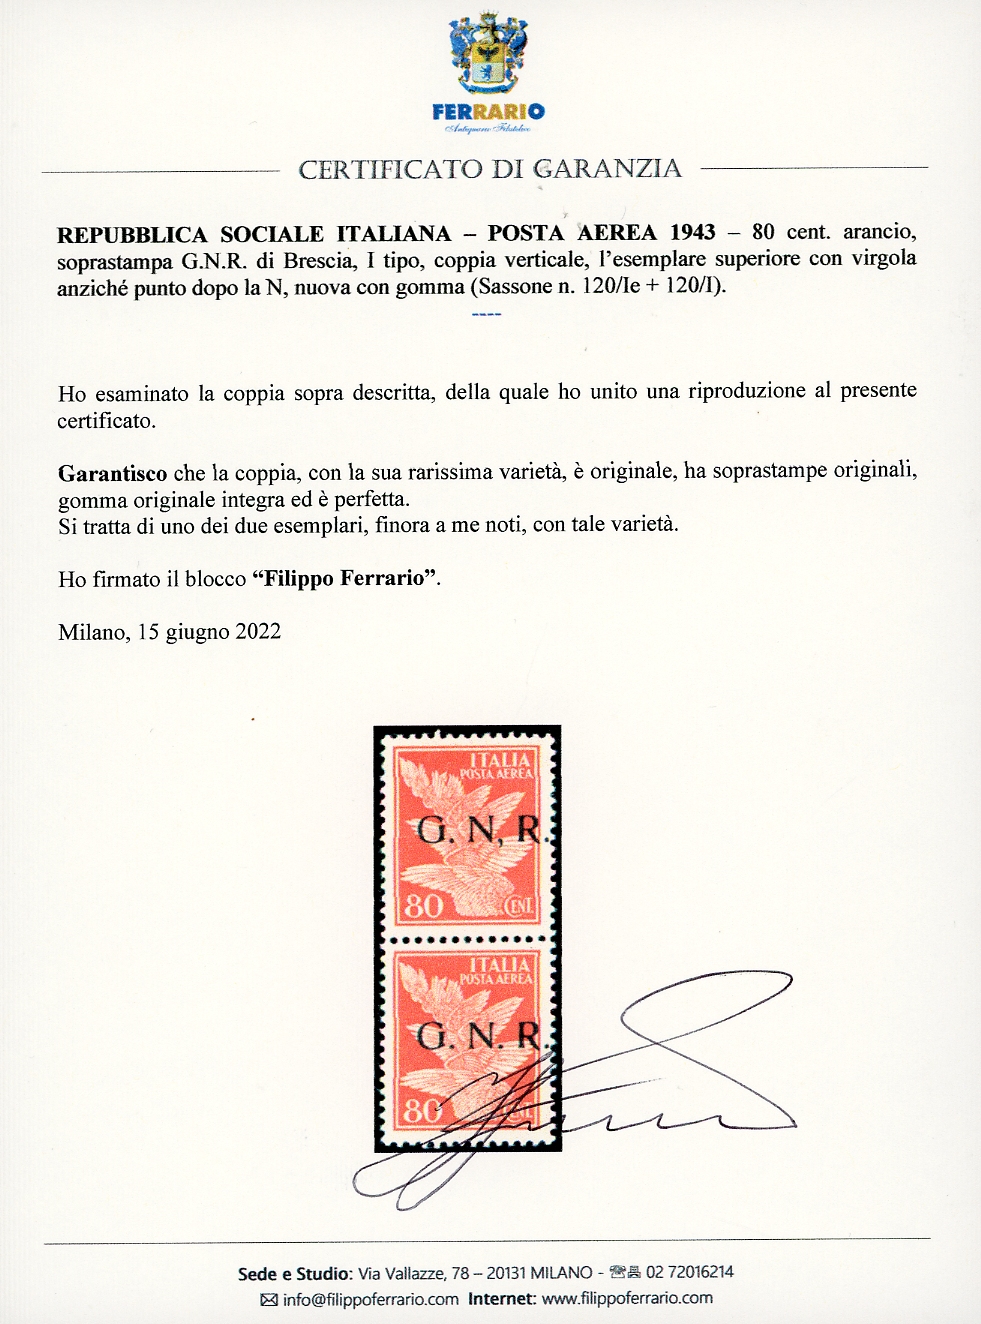 FERRARIO
Antiquario Filatelico
CERTIFICATO DI GARANZIA
REPUBBLICA SOCIALE ITALIANA – POSTA AEREA 1943 – 80 cent. arancio,
soprastampa G.N.R. di Brescia, I tipo, coppia verticale, l’esemplare superiore con virgola
anziché punto dopo la N, nuova con gomma (Sassone n. 120/Ie + 120/I).
----
Ho esaminato la coppia sopra descritta, della quale ho unito una riproduzione al presente
certificato.
Garantisco che la coppia, con la sua rarissima varietà, è originale, ha soprastampe originali,
gomma originale integra ed è perfetta.
Si tratta di uno dei due esemplari, finora a me noti, con tale varietà.
Ho firmato il blocco “Filippo Ferrario”.
Milano, 15 giugno 2022
ITALIA
POSTA AEREA
G. N, R.
80 CENT.
ITALIA
POSTA AEREA
G. N. R.
80 CENT.
Sede e Studio: Via Vallazze, 78 – 20131 MILANO - 02 72016214
info@filippoferrario.com Internet: www.filippoferrario.com